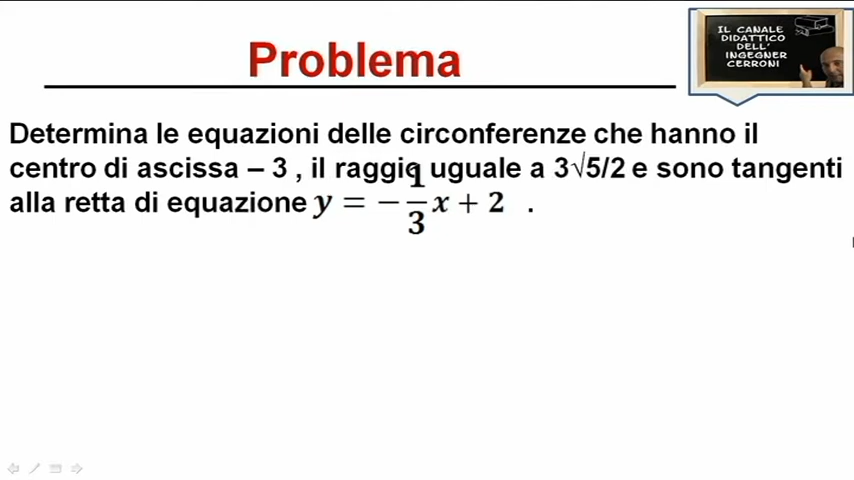 Problema
IL CANALE
DIDATTICO
DELL'
INGEGNER
CERRONI
Determina le equazioni delle circonferenze che hanno il
centro di ascissa – 3 , il raggio uguale a 3√5/2 e sono tangenti
alla retta di equazione y = −1/3 x + 2 .